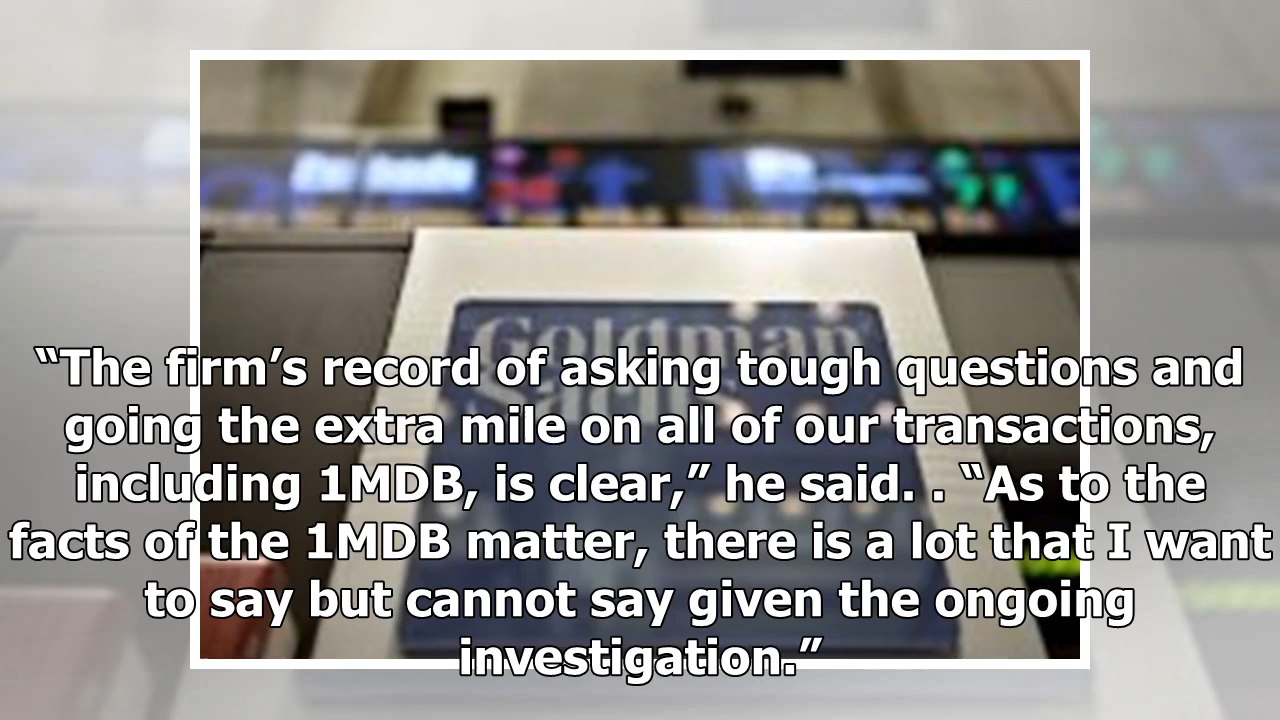 Goldman
Sachs
“The firm’s record of asking tough questions and
going the extra mile on all of our transactions,
including 1MDB, is clear,” he said. . “As to the
facts of the 1MDB matter, there is a lot that I want
to say but cannot say given the ongoing
investigation.”